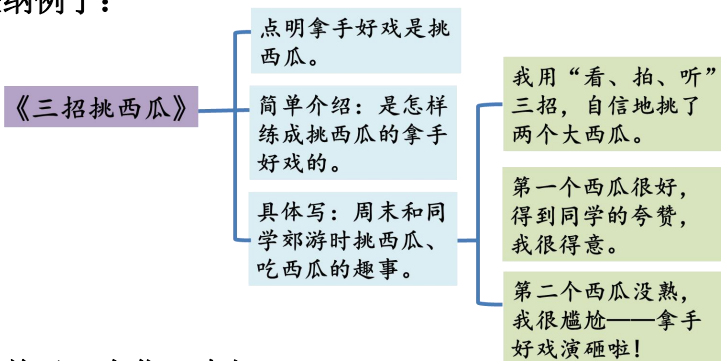 例子：
点明拿手好戏是挑
西瓜。
《三招挑西瓜》
简单介绍：是怎样
练成挑西瓜的拿手
好戏的。
具体写：周末和同
学郊游时挑西瓜、
吃西瓜的趣事。
我用“看、拍、听”
三招，自信地挑了
两个大西瓜。
第一个西瓜很好，
得到同学的夸赞，
我很得意。
第二个西瓜没熟，
我很尴尬——拿手
好戏演砸啦！